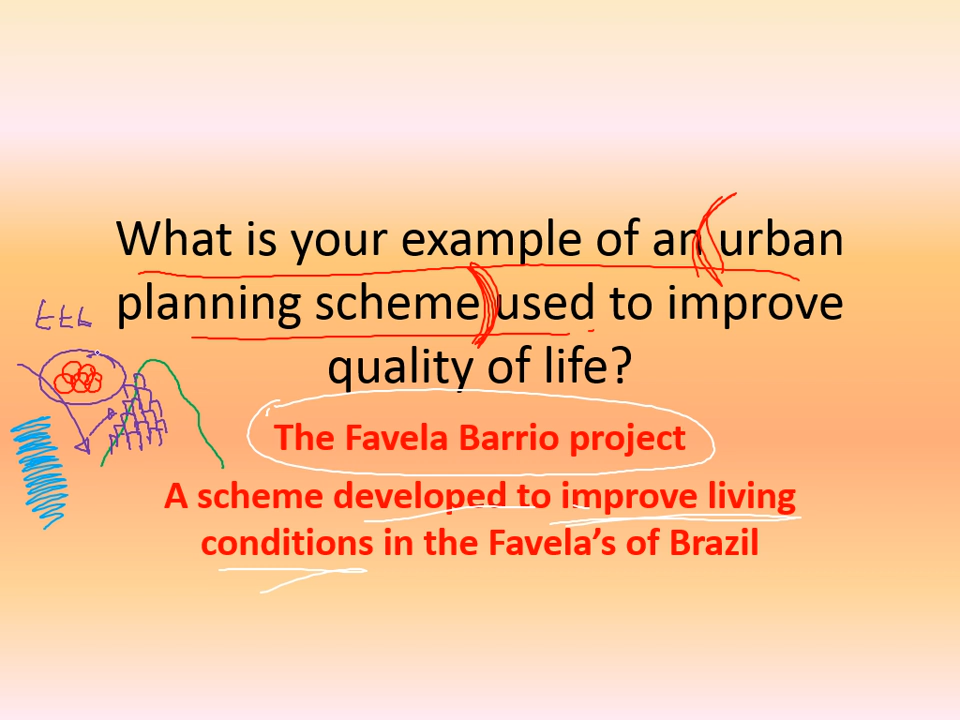 What is your example of an urban
planning scheme used to improve
quality of life?
The Favela Barrio project
A scheme developed to improve living
conditions in the Favela's of Brazil